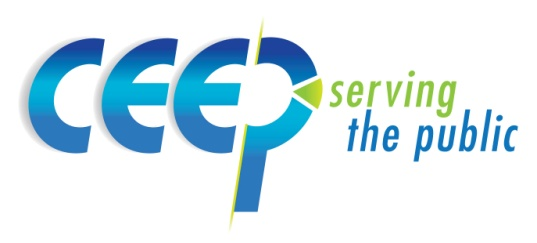 CEEP
serving
the public